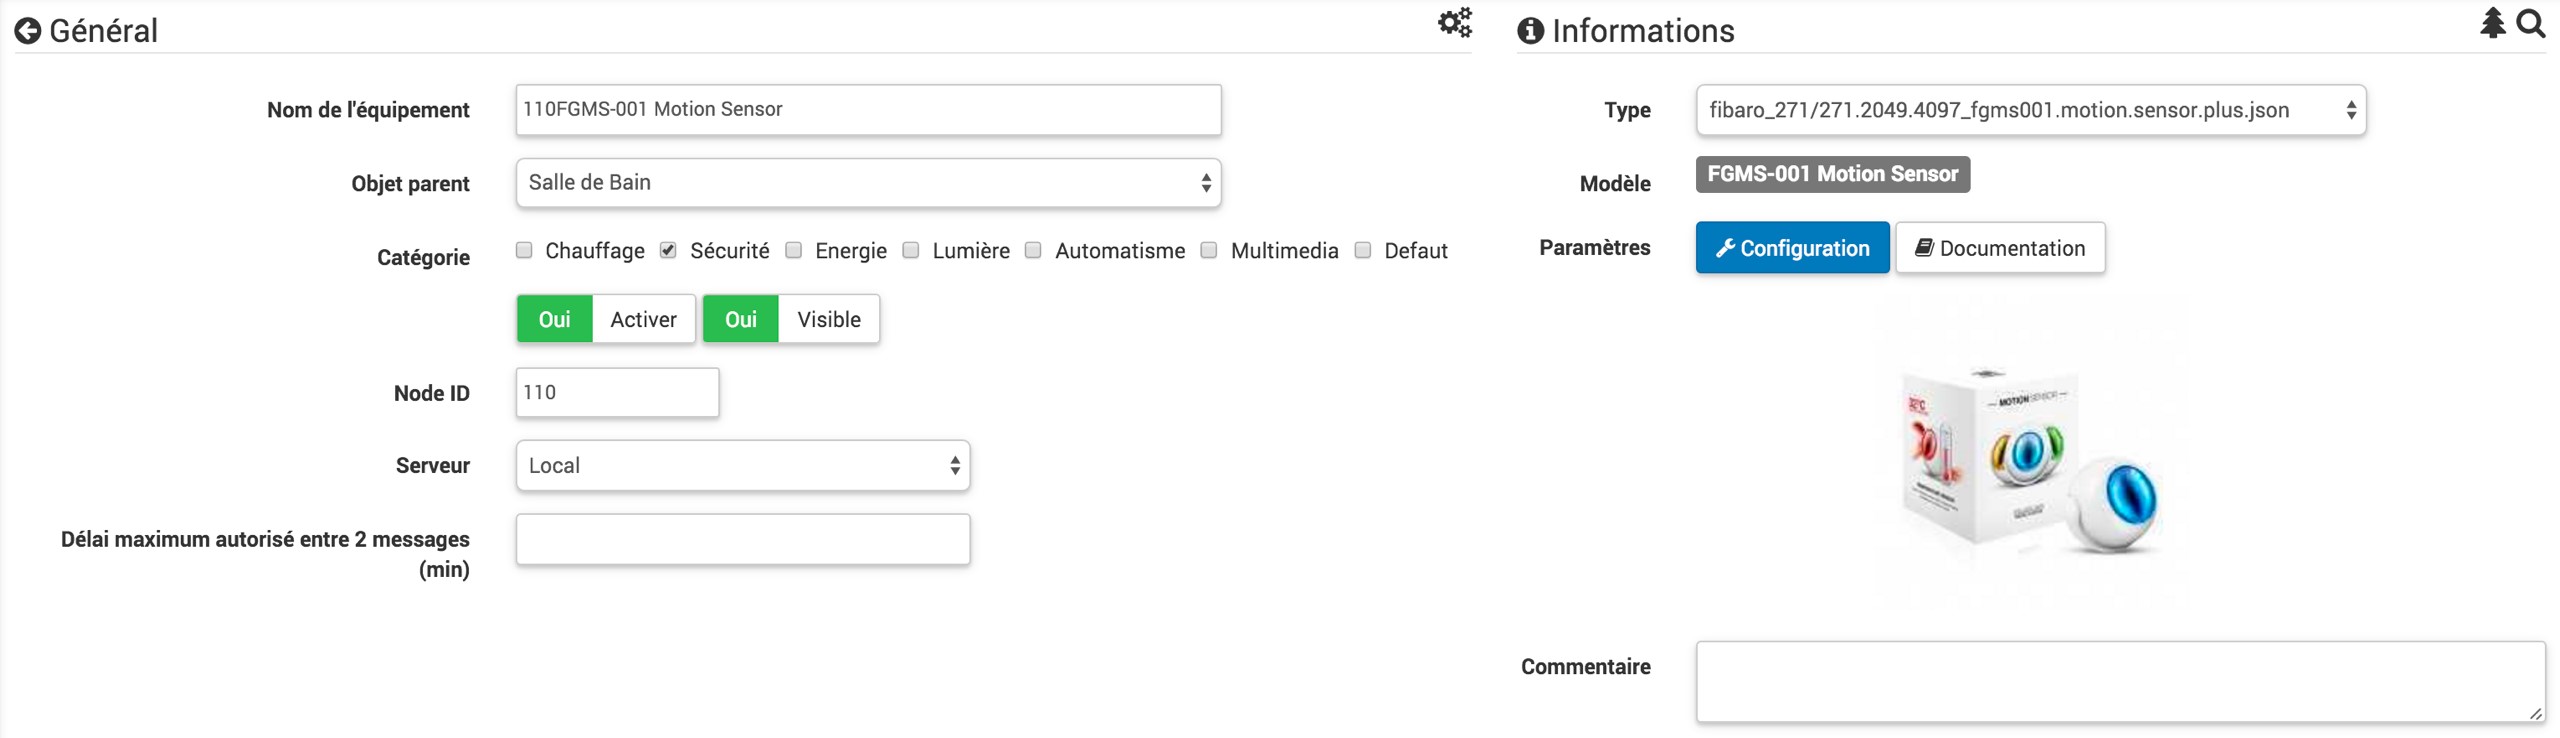 Général
Nom de l'équipement
110FGMS-001 Motion Sensor
Objet parent
Salle de Bain
Catégorie
Chauffage Sécurité Energie Lumière Automatisme Multimedia Defaut
Oui Activer Oui Visible
Node ID
110
Serveur
Local
Délai maximum autorisé entre 2 messages
(min)
Informations
Type
fibaro_271/271.2049.4097_fgms001.motion.sensor.plus.json
Modèle
FGMS-001 Motion Sensor
Paramètres
Configuration Documentation
MOTION SENSOR
Commentaire